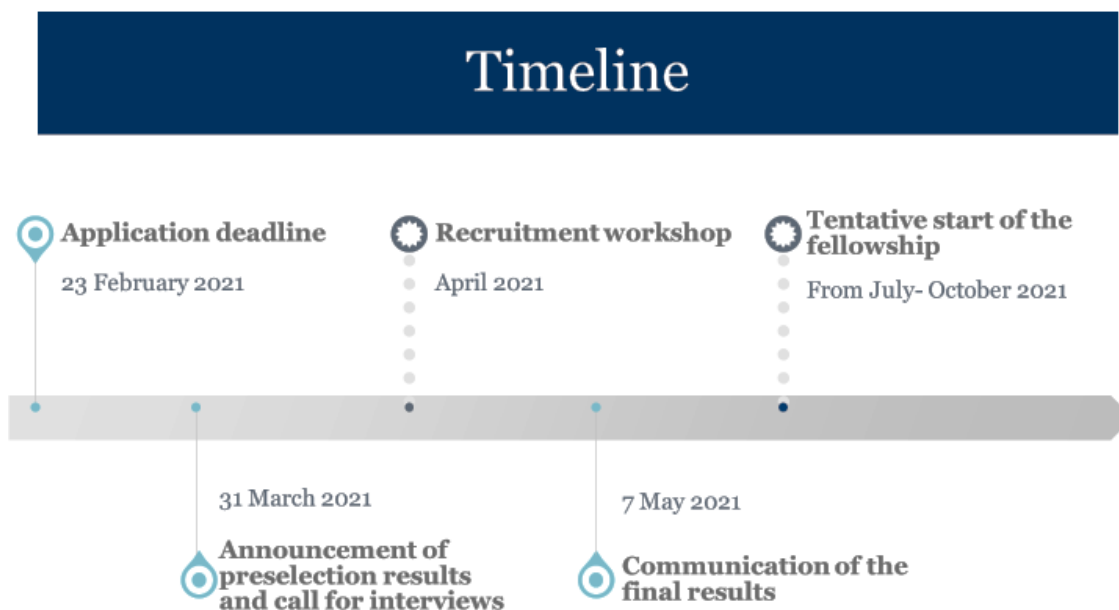 Timeline
Application deadline
23 February 2021
Recruitment workshop
April 2021
Tentative start of the
fellowship
From July- October 2021
31 March 2021
Announcement of
preselection results
and call for interviews
7 May 2021
Communication of the
final results